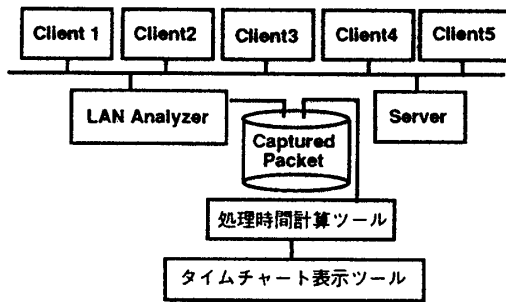 Client 1
Client2
Client3
Client4
Client5
LAN Analyzer
Server
Captured
Packet
処理時間計算ツール
タイムチャート表示ツール